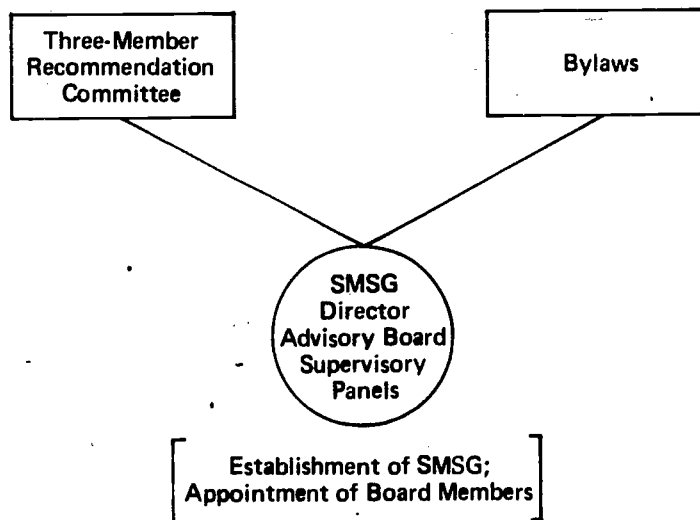 Three-Member
Recommendation
Committee
Bylaws
SMSG
Director
Advisory Board
Supervisory
Panels
Establishment of SMSG;
Appointment of Board Members